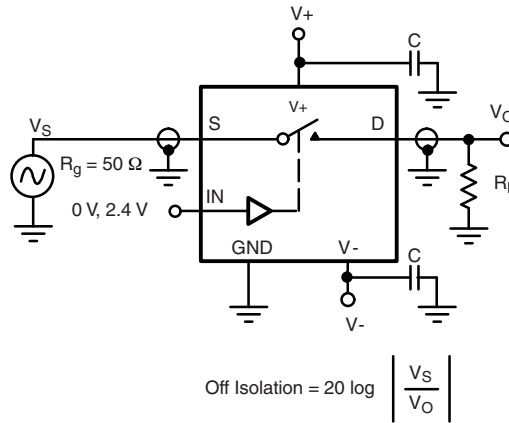 V+
C
V+
VS
S
D
Rg = 50 Ω
0 V, 2.4 V
IN
GND
V-
C
V-
Off Isolation = 20 log | VS / VO |